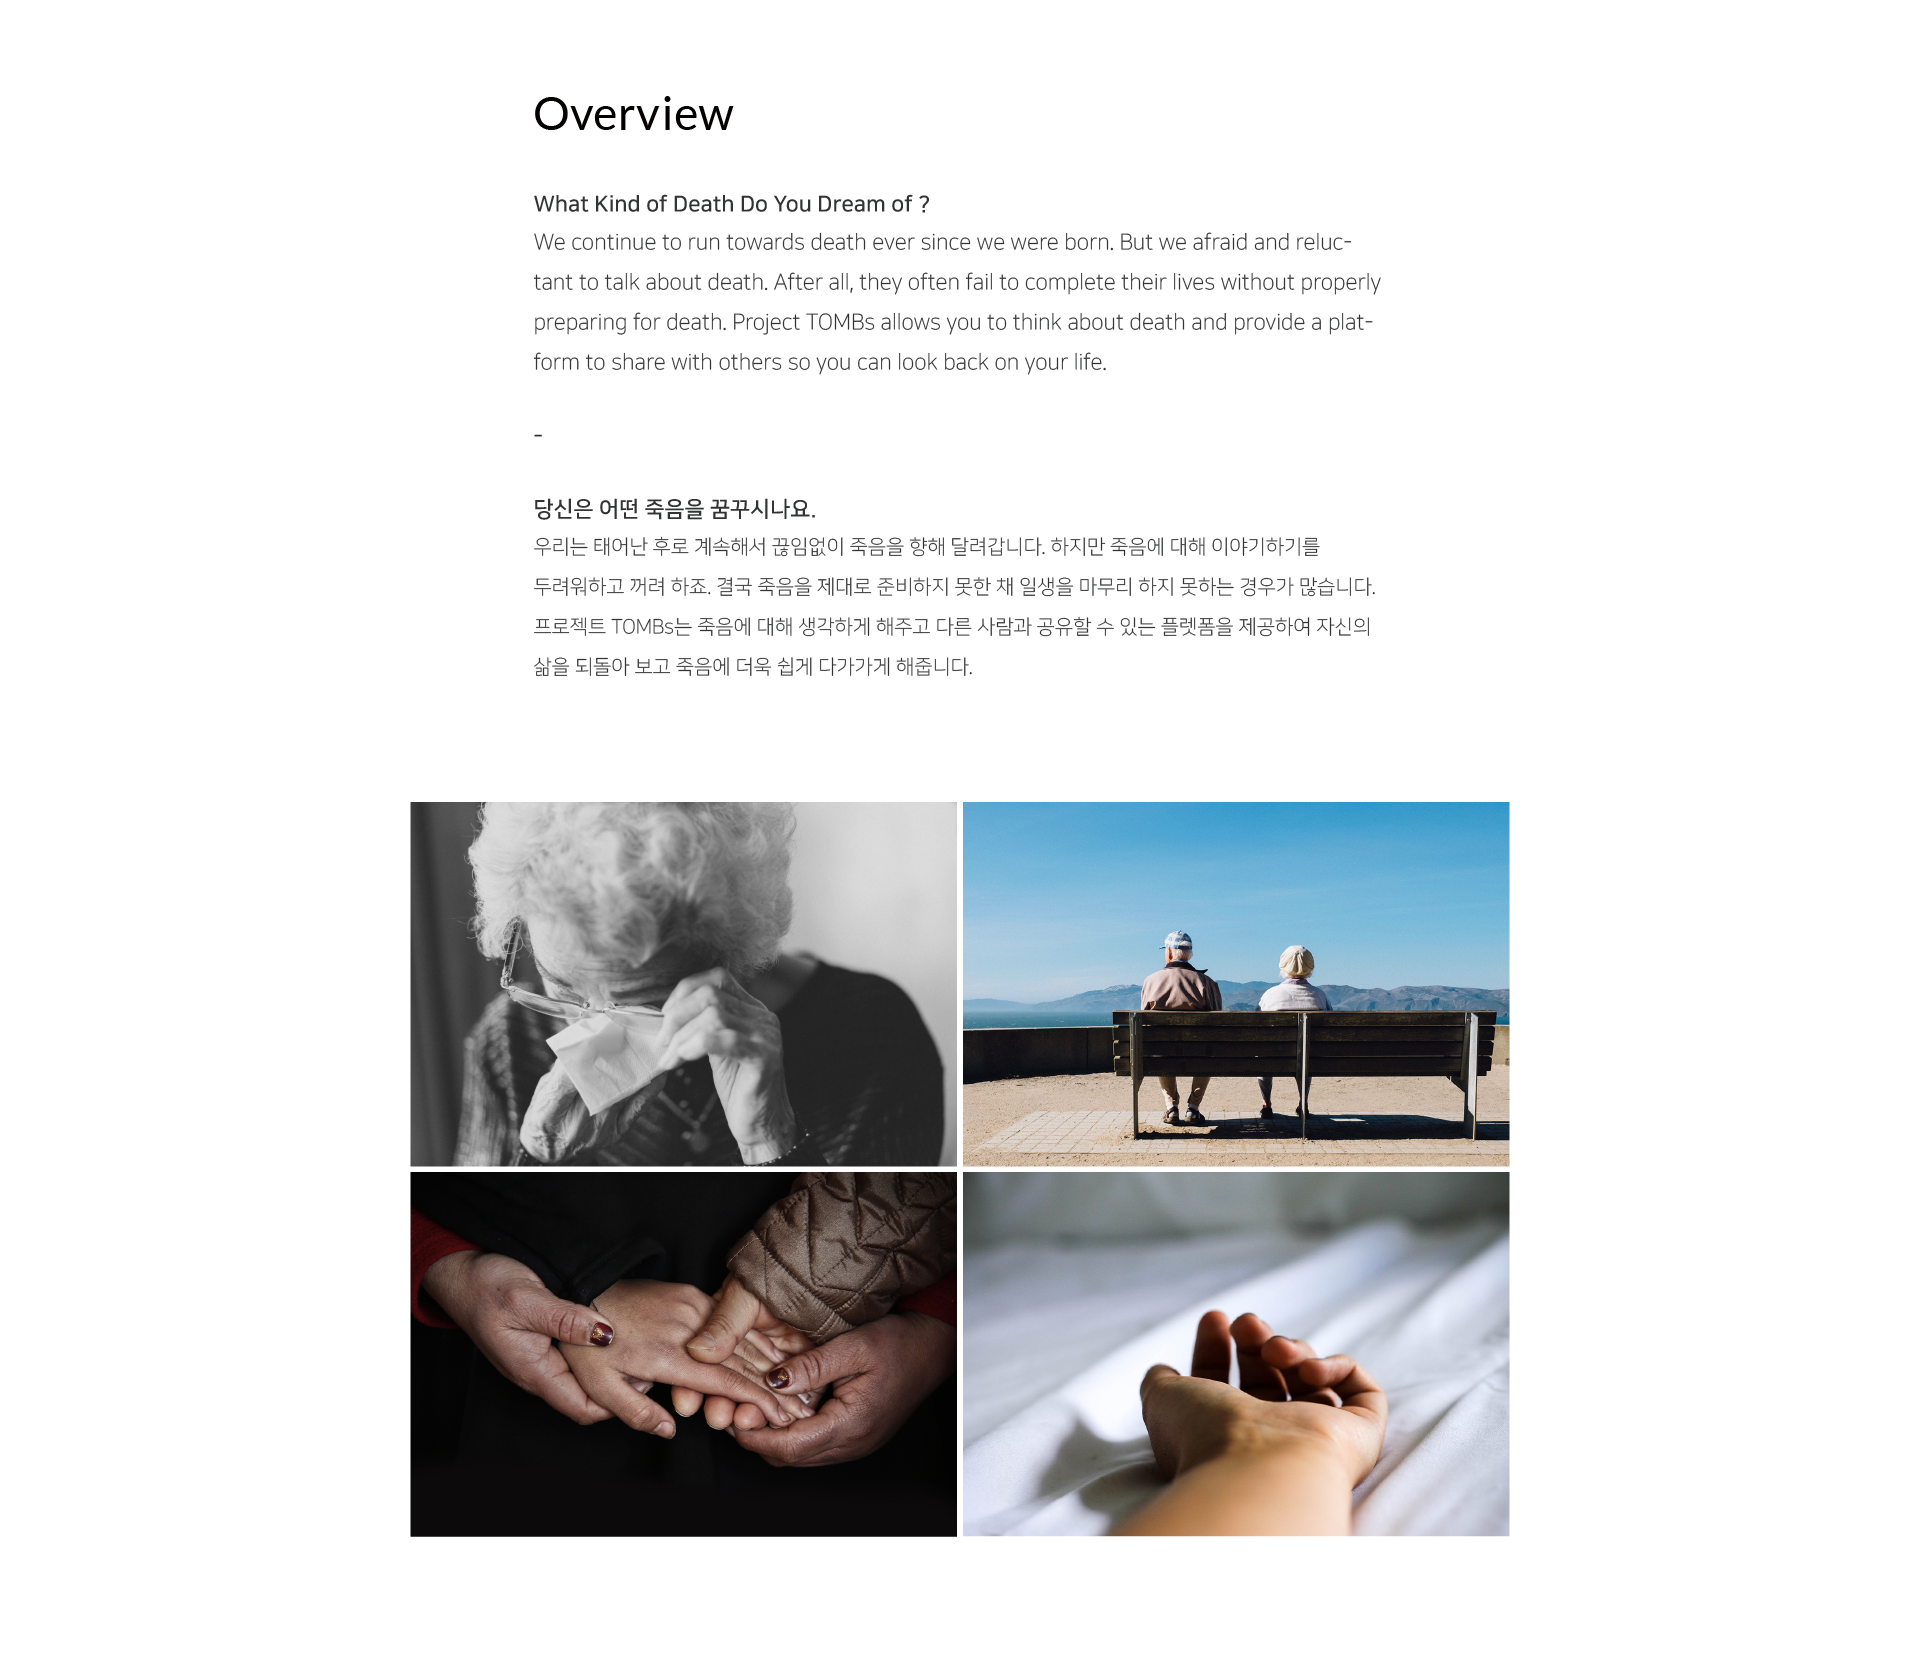 Overview
What Kind of Death Do You Dream of ?
We continue to run towards death ever since we were born. But we afraid and reluc-
tant to talk about death. After all, they often fail to complete their lives without properly
preparing for death. Project TOMBs allows you to think about death and provide a plat-
form to share with others so you can look back on your life.
-
당신은 어떤 죽음을 꿈꾸시나요.
우리는 태어난 후로 계속해서 끊임없이 죽음을 향해 달려갑니다. 하지만 죽음에 대해 이야기하기를
두려워하고 꺼려 하죠. 결국 죽음을 제대로 준비하지 못한 채 일생을 마무리 하지 못하는 경우가 많습니다.
프로젝트 TOMBs는 죽음에 대해 생각하게 해주고 다른 사람과 공유할 수 있는 플렛폼을 제공하여 자신의
삶을 되돌아 보고 죽음에 더욱 쉽게 다가가게 해줍니다.